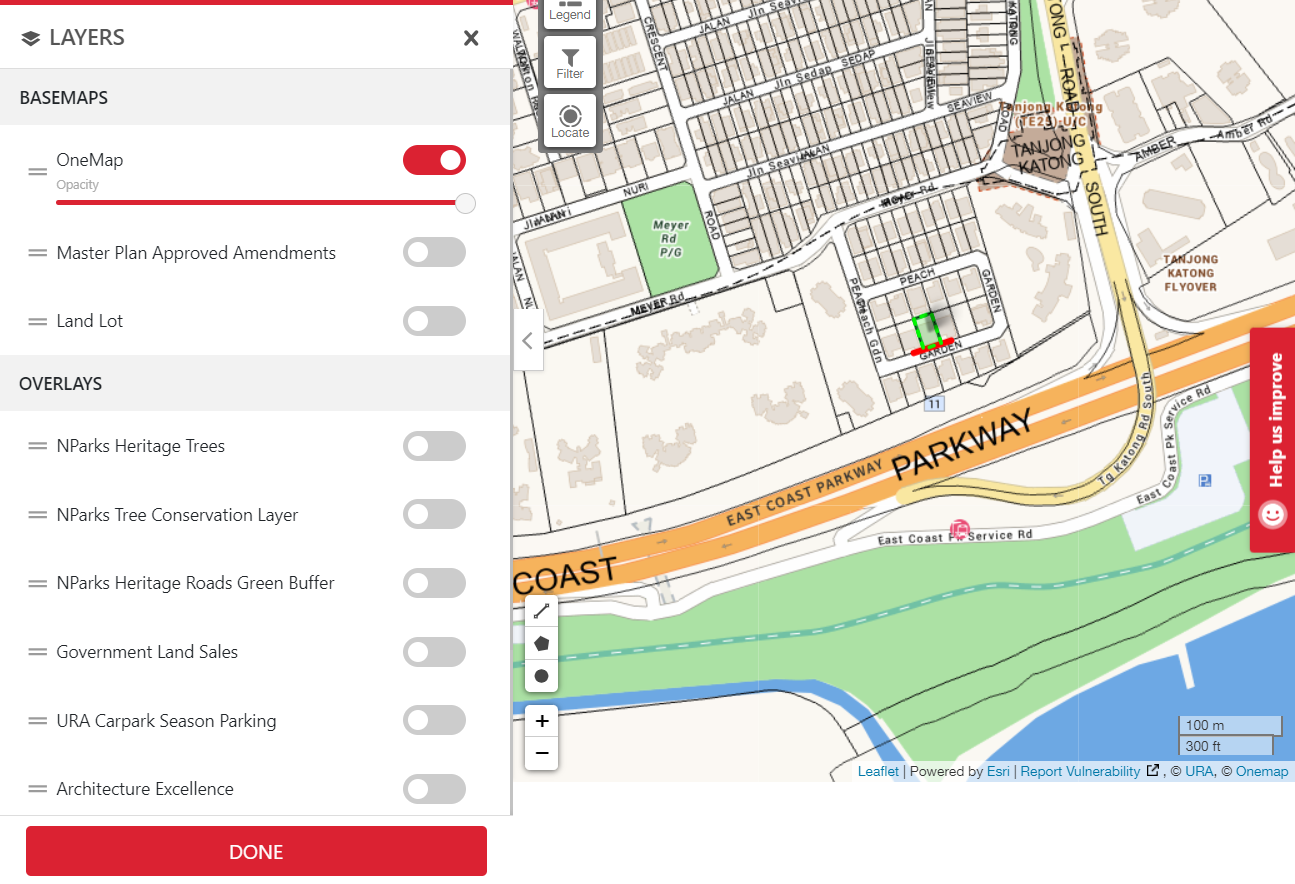 LAYERS
BASEMAPS
OneMap
Opacity
Master Plan Approved Amendments
Land Lot
OVERLAYS
NParks Heritage Trees
NParks Tree Conservation Layer
NParks Heritage Roads Green Buffer
Government Land Sales
URA Carpark Season Parking
Architecture Excellence
DONE
Legend
Filter
Locate
CRESCENT
JALAN
Jln Seaview
Jln Sedap
SEDAP
JALAN
SEAVIEW
ROAD
KATONG
Tanjong Katong
(TE25) U/C
TANJONG
KATONG
ROAD
SOUTH
AMBER
Amber Rd
Jln Seaview
JALAN
NURI
JALAN
ROAD
Meyer
Rd
P/G
ROAD
MEYER Rd
PEACH
PEACH
GARDEN
Peach Gdn
GARDEN
TANJONG
KATONG
FLYOVER
11
EAST COAST PARKWAY
PARKWAY
COAST
Tg Katong Rd South
East Coast Pk Service Rd
East Coast Pk Service Rd
P
Help us improve
+
−
100 m
300 ft
Leaflet | Powered by Esri | Report Vulnerability , © URA, © Onemap